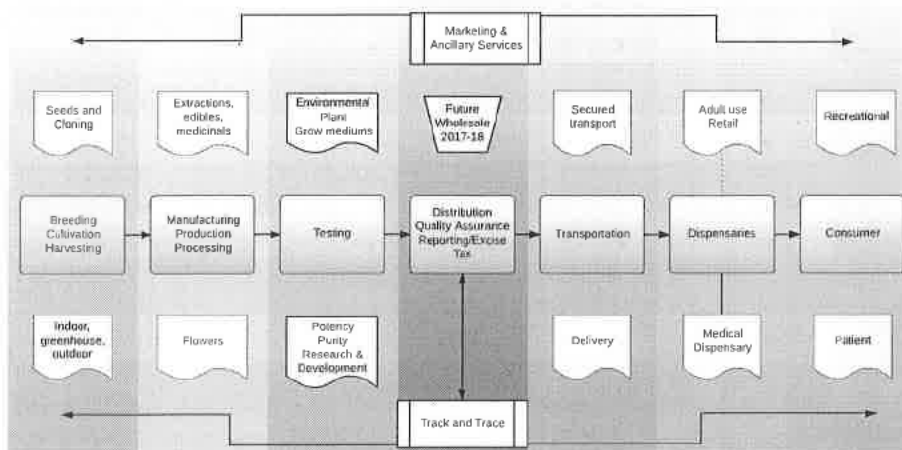 Marketing &
Ancillary Services
Seeds and
Cloning
Extractions,
edibles,
medicinals
Environmental
Plant
Grow mediums
Future
Wholesale
2017-18
Secured
transport
Adult use
Retail
Recreational
Breeding
Cultivation
Harvesting
Manufacturing
Production
Processing
Testing
Distribution
Quality Assurance
Reporting/Excise
Tax
Transportation
Dispensaries
Consumer
Indoor,
greenhouse,
outdoor
Flowers
Potency
Purity
Research &
Development
Delivery
Medical
Dispensary
Patient
Track and Trace